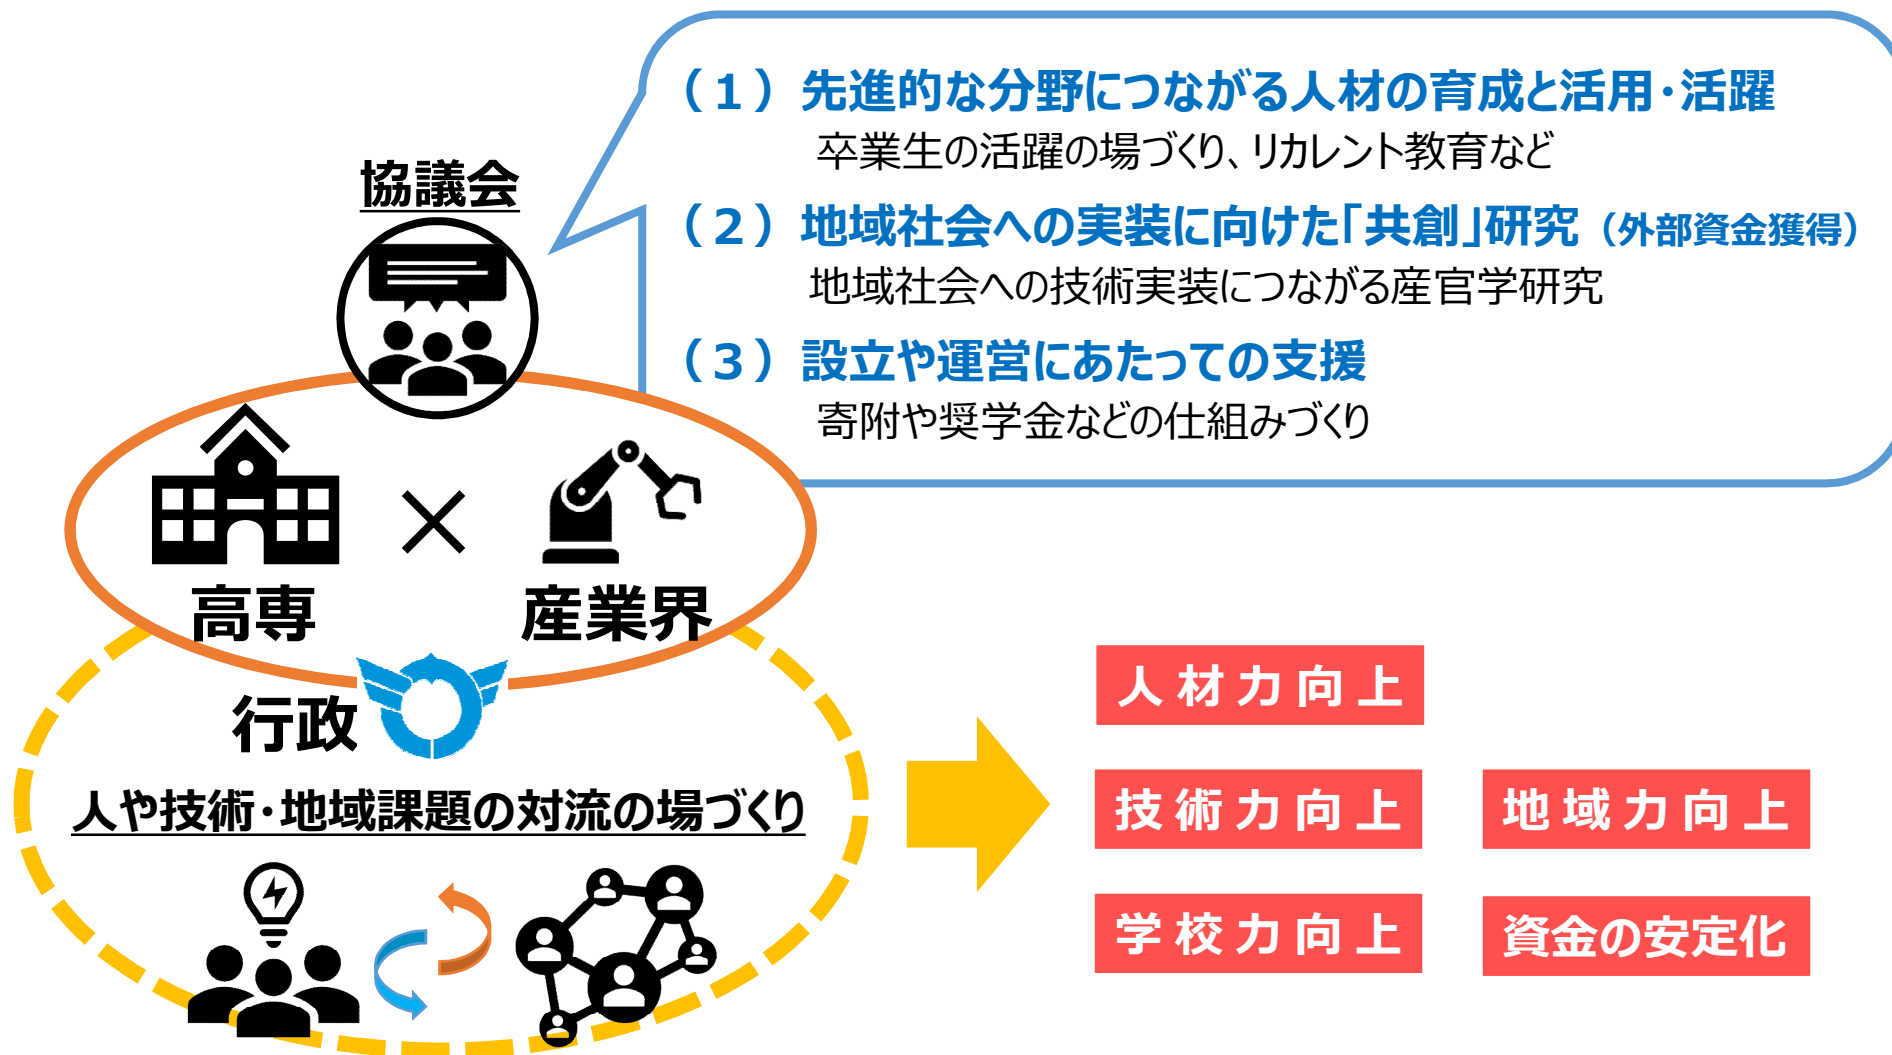 (1)先進的な分野につながる人材の育成と活用・活躍
卒業生の活躍の場づくり、リカレント教育など
(2)地域社会への実装に向けた「共創」研究(外部資金獲得)
地域社会への技術実装につながる産官学研究
(3)設立や運営にあたっての支援
寄附や奨学金などの仕組みづくり
協議会
高専
×
産業界
行政
人や技術・地域課題の対流の場づくり
人材力向上
技術力向上
地域力向上
学校力向上
資金の安定化